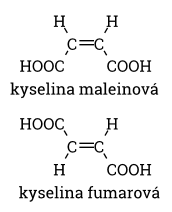 H H
C=C
HOOC COOH
kyselina maleinová
HOOC H
C=C
H COOH
kyselina fumarová